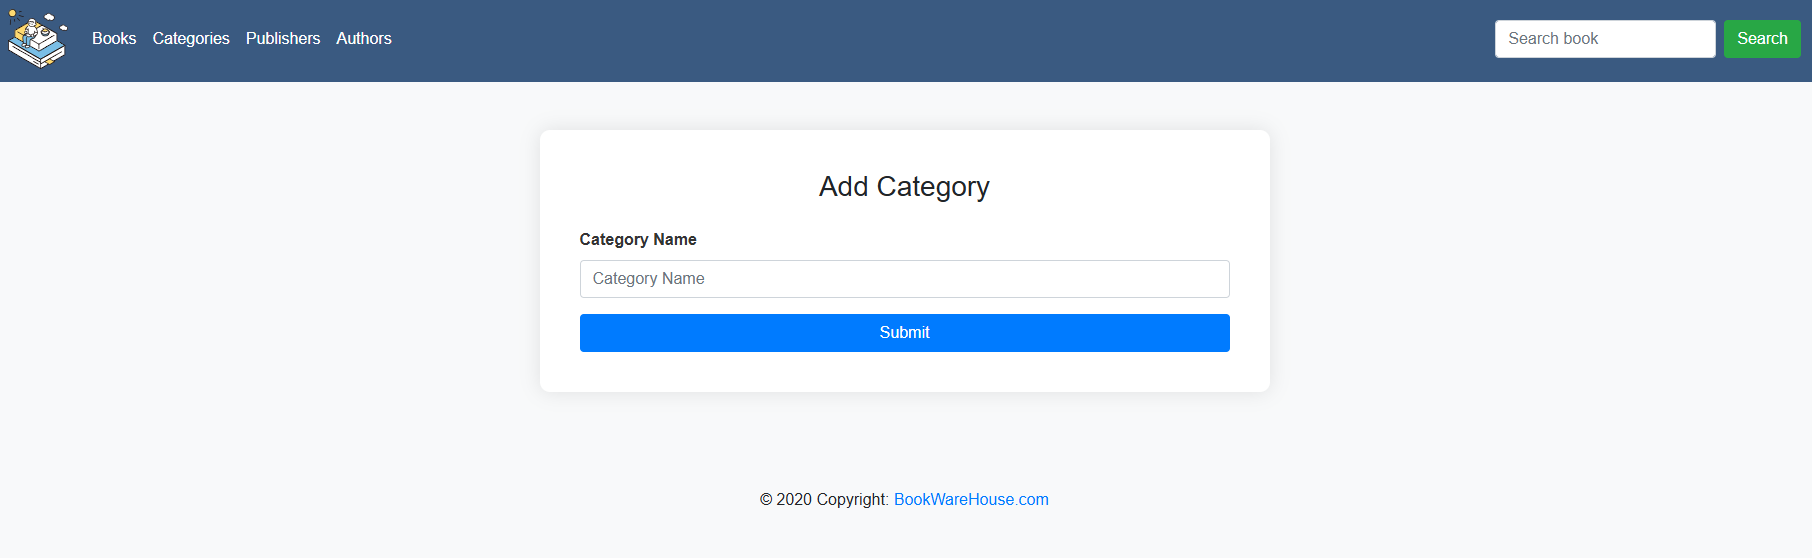 Books Categories Publishers Authors Search book Search
Add Category
Category Name
Category Name
Submit
© 2020 Copyright: BookWareHouse.com